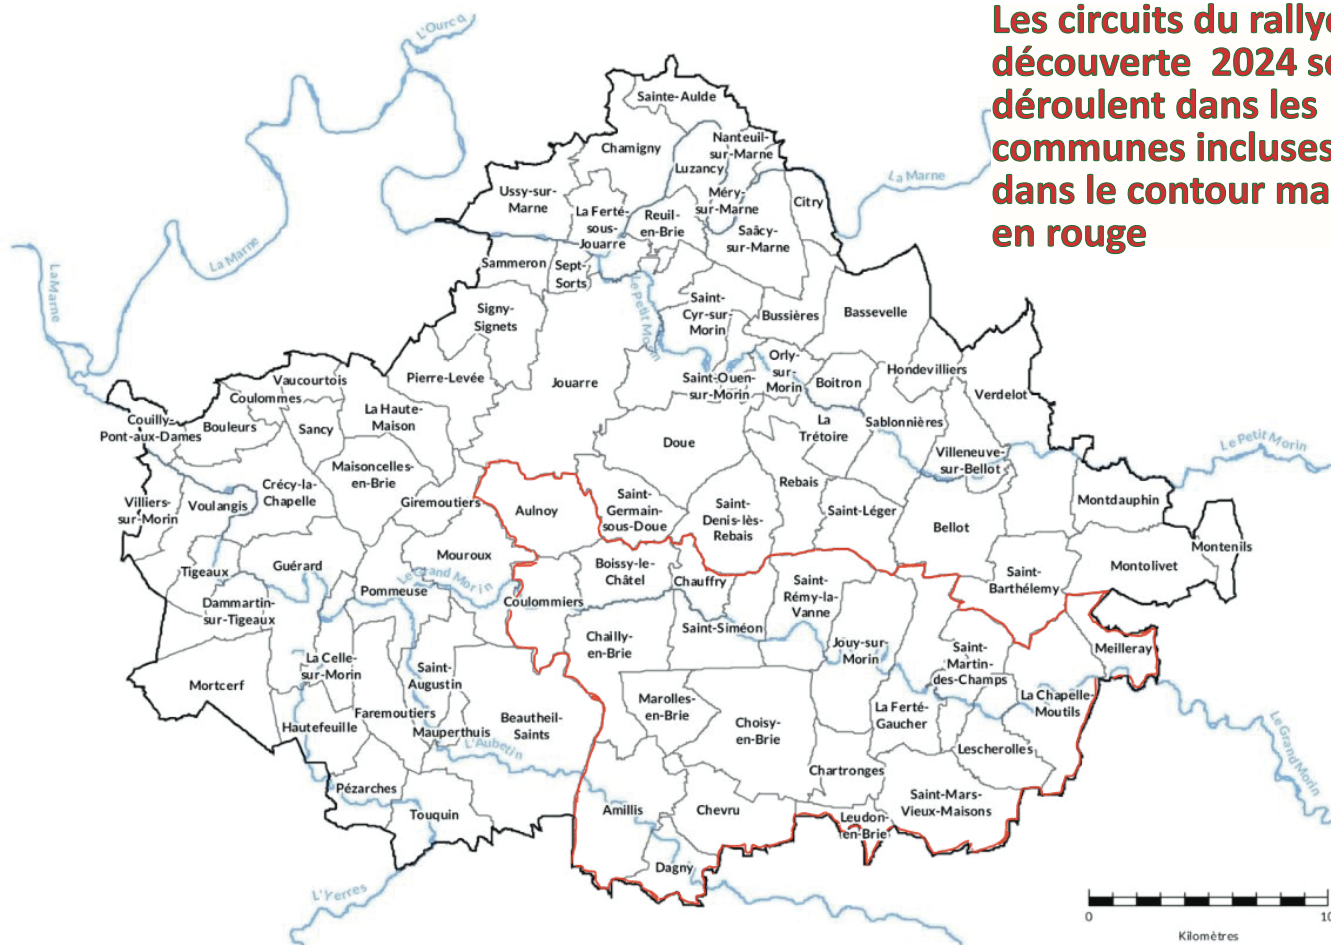 Les circuits du rallye
découverte 2024 se
déroulent dans les
communes incluses
dans le contour ma
en rouge
L'Ourcq
Sainte-Aulde
Nanteuil-
sur-Marne
Chamigny
Luzancy
La Marne
Ussy-sur-
Marne
Méry-
sur-Marne
Citry
La Ferté-
sous-
Jouarre
Reuil-
en-Brie
Saâcy-
sur-Marne
La Marne
La Marne
Sammeron
Sept-
Sorts
Le Petit Morin
Signy-
Signets
Saint-
Cyr-sur-
Morin
Bussières
Bassevelle
Pierre-Levée
Jouarre
Saint-Ouen-
sur-Morin
Orly-
sur-
Morin
Boitron
Hondevilliers
Verdelot
Vaucourtois
Coulommes
La Haute-
Maison
Couilly-
Pont-aux-Dames
Bouleurs
Sancy
Doue
La
Trétoire
Sablonnières
Le Petit Morin
Villeneuve-
sur-Bellot
Maisoncelles-
en-Brie
Rebais
Crécy-la-
Chapelle
Villiers-
sur-Morin
Voulangis
Giremoutiers
Aulnoy
Saint-
Germain-
sous-Doue
Saint-
Denis-lès-
Rebais
Saint-Léger
Bellot
Montdauphin
Montenils
Mouroux
Tigeaux
Guérard
Le Grand Morin
Pommeuse
Boissy-le-
Châtel
Chauffry
Saint-
Rémy-la-
Vanne
Saint-
Barthélemy
Montolivet
Dammartin-
sur-Tigeaux
Coulommiers
Saint-Siméon
Chailly-
en-Brie
Jouy-sur-
Morin
Meilleray
La Celle-
sur-Morin
Saint-
Augustin
Saint-
Martin-
des-Champs
Mortcerf
Marolles-
en-Brie
La Chapelle-
Moutils
Faremoutiers
Hautefeuille
Mauperthuis
Beautheil-
Saints
Choisy-
en-Brie
La Ferté-
Gaucher
L'Aubetin
Lescherolles
Le Grand Morin
Chartronges
Pézarches
Touquin
Amillis
Chevru
Saint-Mars-
Vieux-Maisons
Leudon-
en-Brie
Dagny
L'Yerres
0
10
Kilomètres